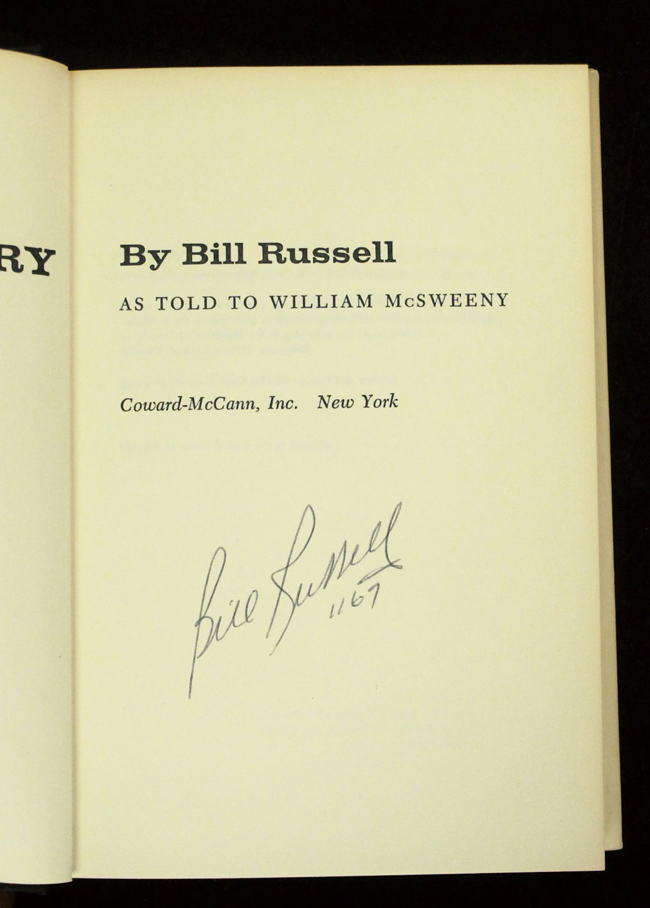 RY
By Bill Russell
AS TOLD TO WILLIAM McSWEENY
Coward-McCann, Inc. New York
Bill Russell
1167